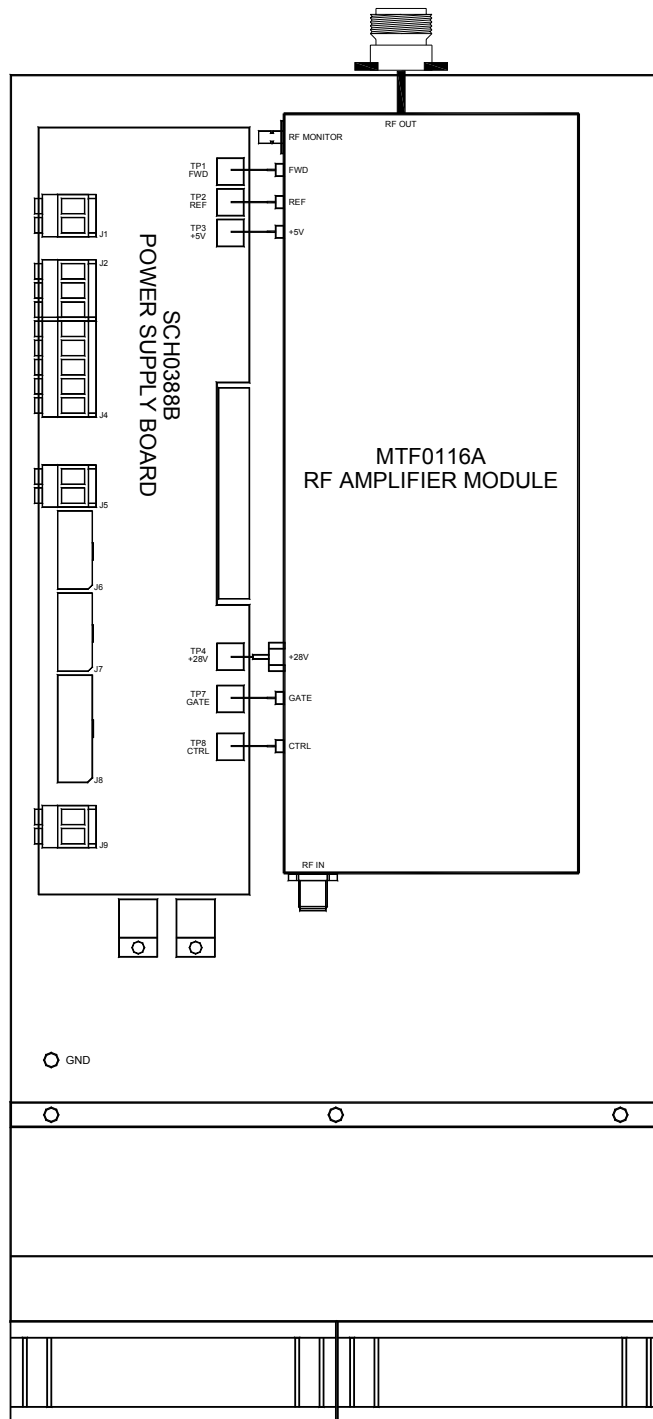 RF OUT
RF MONITOR
TP1
FWD
FWD
TP2
REF
REF
TP3
+5V
+5V
J1
J2
SCH0388B
POWER SUPPLY BOARD
J4
MTF0116A
RF AMPLIFIER MODULE
J5
J6
TP4
+28V
+28V
J7
TP7
GATE
GATE
TP8
CTRL
CTRL
J8
J9
RF IN
GND